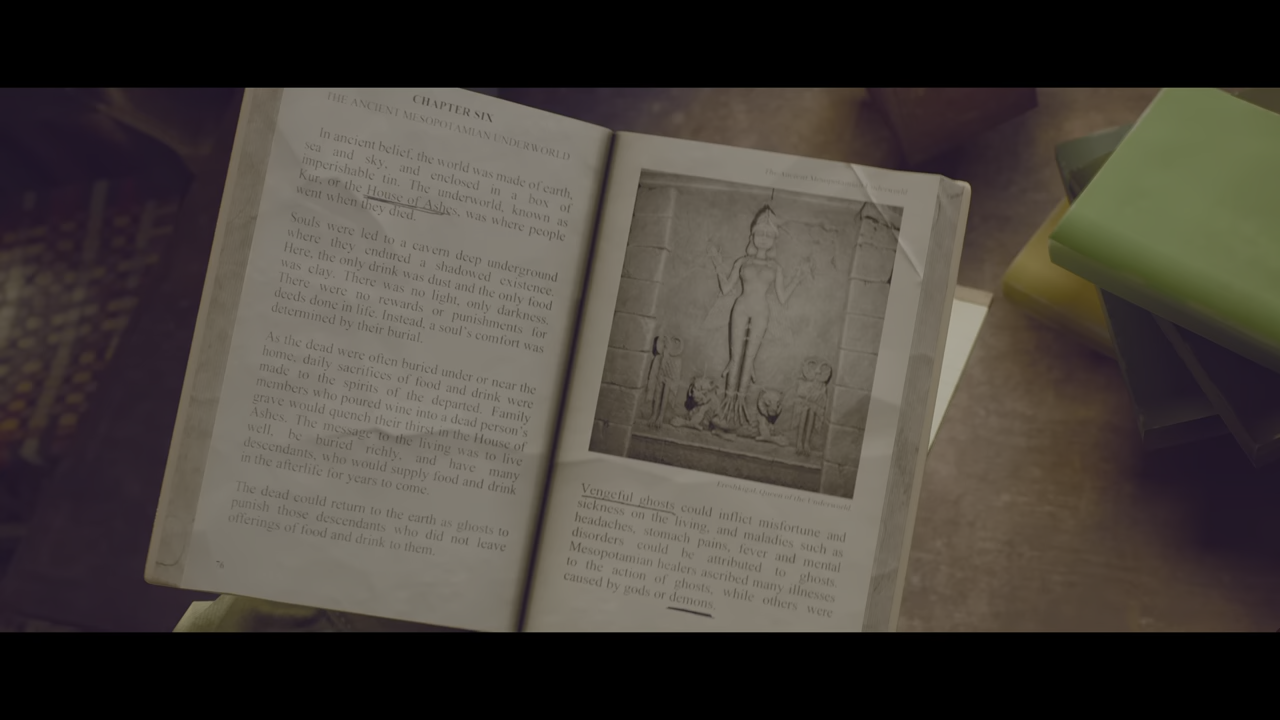 CHAPTER SIX
THE ANCIENT MESOPOTAMIAN UNDERWORLD
In ancient belief, the world was made of earth,
sea and sky, and enclosed in a box of
imperishable tin. The underworld, known as
Kur, or the House of Ashes, was where people
went when they died.
Souls were led to a cavern deep underground
where they endured a shadowed existence.
Here, the only drink was dust and the only food
was clay. There was no light, only darkness.
There were no rewards or punishments for
deeds done in life. Instead, a soul's comfort was
determined by their burial.
As the dead were often buried under or near the
home, daily sacrifices of food and drink were
made to the spirits of the departed. Family
members who poured wine into a dead person's
grave would quench their thirst in the House of
Ashes. The message to the living was to live
well, be buried richly, and have many
descendants, who would supply food and drink
in the afterlife for years to come.
The dead could return to the earth as ghosts to
punish those descendants who did not leave
offerings of food and drink to them.
The Ancient Mesopotamian Underworld
Ereshkigal: Queen of the Underworld
Vengeful ghosts could inflict misfortune and
sickness on the living, and maladies such as
headaches, stomach pains, fever and mental
disorders could be attributed to ghosts.
Mesopotamian healers ascribed many illnesses
to the action of ghosts, while others were
caused by gods or demons.